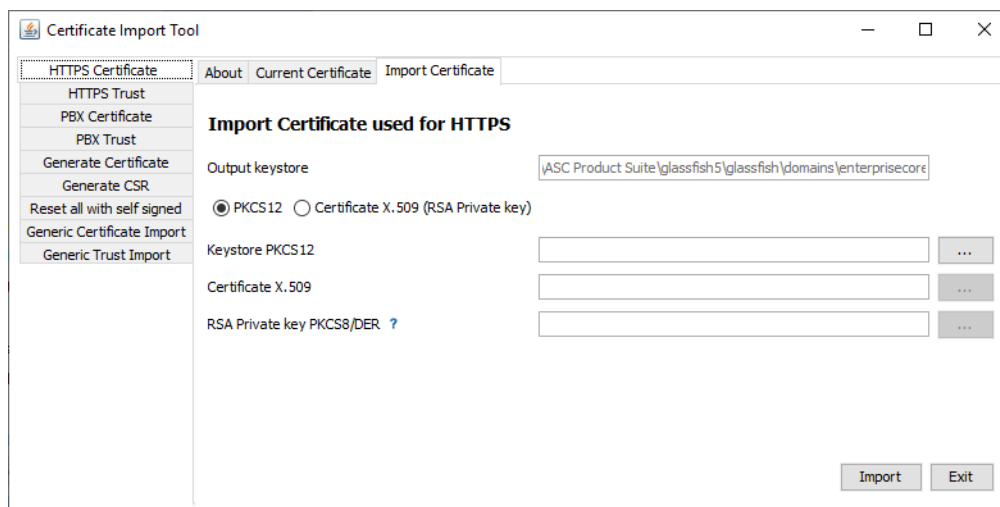 Certificate Import Tool
HTTPS Certificate
HTTPS Trust
PBX Certificate
PBX Trust
Generate Certificate
Generate CSR
Reset all with self signed
Generic Certificate Import
Generic Trust Import
About Current Certificate Import Certificate
Import Certificate used for HTTPS
Output keystore \ASC Product Suite\glassfish5\glassfish\domains\enterprisecore
PKCS12 Certificate X.509 (RSA Private key)
Keystore PKCS12 ...
Certificate X.509 ...
RSA Private key PKCS8/DER ? ...
Import Exit